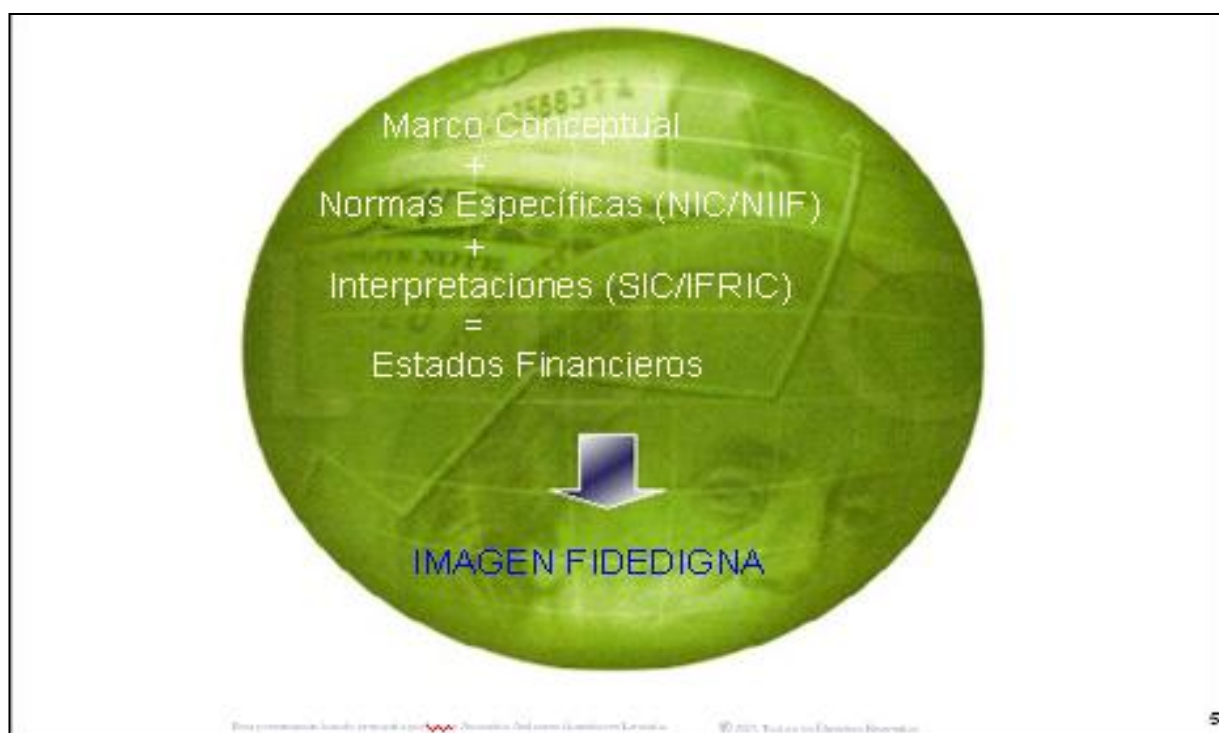 Marco Conceptual
+
Normas Específicas (NIC/NIIF)
+
Interpretaciones (SIC/IFRIC)
=
Estados Financieros
IMAGEN FIDEDIGNA
5